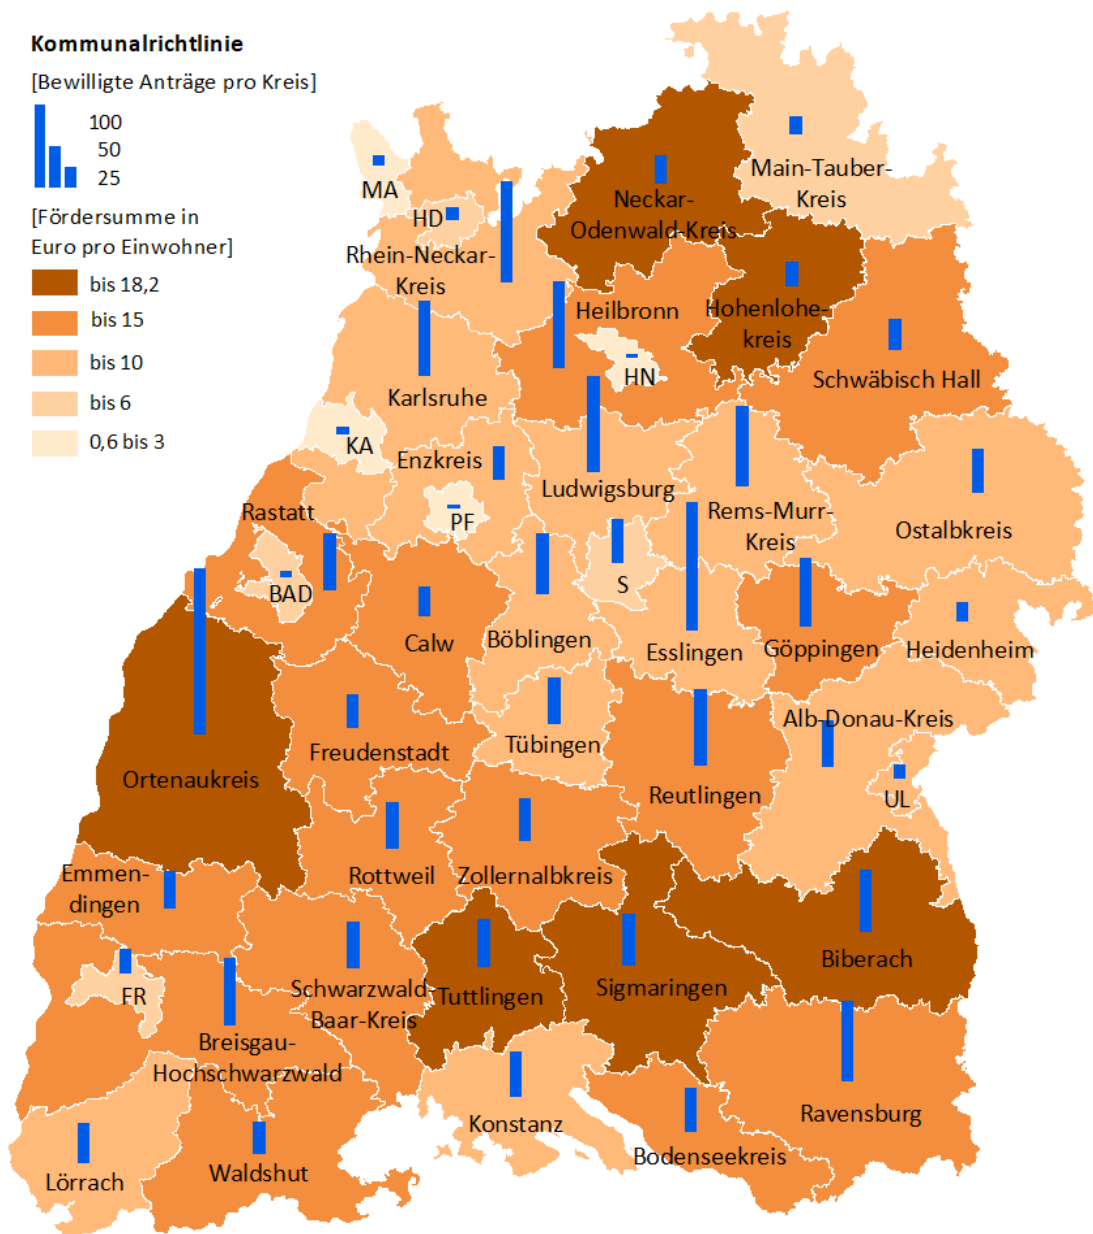 Kommunalrichtlinie
[Bewilligte Anträge pro Kreis]
100
50
25
[Fördersumme in
Euro pro Einwohner]
bis 18,2
bis 15
bis 10
bis 6
0,6 bis 3
MA
HD
Rhein-Neckar-
Kreis
Neckar-
Odenwald-Kreis
Main-Tauber-
Kreis
Heilbronn
HN
Hohenlohe-
kreis
Schwäbisch Hall
Karlsruhe
KA
Enzkreis
PF
Ludwigsburg
Rems-Murr-
Kreis
Ostalbkreis
Rastatt
BAD
Calw
Böblingen
S
Esslingen
Göppingen
Heidenheim
Ortenaukreis
Freudenstadt
Tübingen
Reutlingen
Alb-Donau-Kreis
UL
Emmen-
dingen
Rottweil
Zollernalbkreis
FR
Breisgau-
Hochschwarzwald
Schwarzwald-
Baar-Kreis
Tuttlingen
Sigmaringen
Biberach
Lörrach
Waldshut
Konstanz
Bodenseekreis
Ravensburg